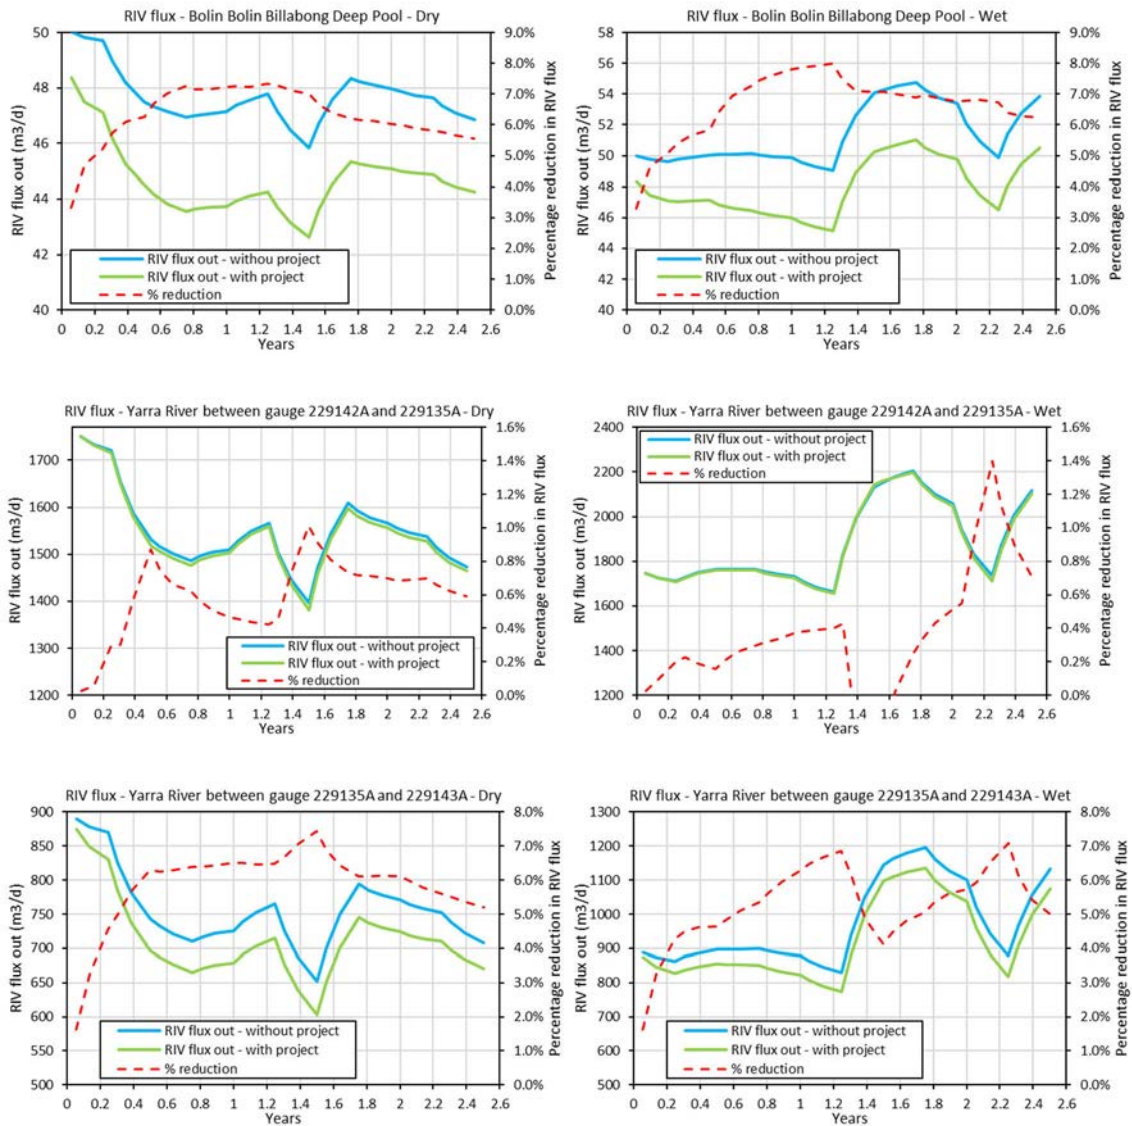 RIV flux - Bolin Bolin Billabong Deep Pool - Dry
RIV flux out (m3/d)
50
48
46
44
42
40
9.0%
8.0%
7.0%
6.0%
5.0%
4.0%
3.0%
2.0%
1.0%
0.0%
Percentage reduction in RIV flux
RIV flux out - withou project
RIV flux out - with project
% reduction
0 0.2 0.4 0.6 0.8 1 1.2 1.4 1.6 1.8 2 2.2 2.4 2.6
Years
RIV flux - Bolin Bolin Billabong Deep Pool - Wet
RIV flux out (m3/d)
58
56
54
52
50
48
46
44
42
40
9.0%
8.0%
7.0%
6.0%
5.0%
4.0%
3.0%
2.0%
1.0%
0.0%
Percentage reduction in RIV flux
RIV flux out - withou project
RIV flux out - with project
% reduction
0 0.2 0.4 0.6 0.8 1 1.2 1.4 1.6 1.8 2 2.2 2.4 2.6
Years
RIV flux - Yarra River between gauge 229142A and 229135A - Dry
RIV flux out (m3/d)
1700
1600
1500
1400
1300
1200
1.6%
1.4%
1.2%
1.0%
0.8%
0.6%
0.4%
0.2%
0.0%
Percentage reduction in RIV flux
RIV flux out - without project
RIV flux out - with project
% reduction
0 0.2 0.4 0.6 0.8 1 1.2 1.4 1.6 1.8 2 2.2 2.4 2.6
Years
RIV flux - Yarra River between gauge 229142A and 229135A - Wet
RIV flux out (m3/d)
2400
2200
2000
1800
1600
1400
1200
1.6%
1.4%
1.2%
1.0%
0.8%
0.6%
0.4%
0.2%
0.0%
Percentage reduction in RIV flux
RIV flux out - without project
RIV flux out - with project
% reduction
0 0.2 0.4 0.6 0.8 1 1.2 1.4 1.6 1.8 2 2.2 2.4 2.6
Years
RIV flux - Yarra River between gauge 229135A and 229143A - Dry
RIV flux out (m3/d)
900
850
800
750
700
650
600
550
500
8.0%
7.0%
6.0%
5.0%
4.0%
3.0%
2.0%
1.0%
0.0%
Percentage reduction in RIV flux
RIV flux out - without project
RIV flux out - with project
% reduction
0 0.2 0.4 0.6 0.8 1 1.2 1.4 1.6 1.8 2 2.2 2.4 2.6
Years
RIV flux - Yarra River between gauge 229135A and 229143A - Wet
RIV flux out (m3/d)
1300
1200
1100
1000
900
800
700
600
500
8.0%
7.0%
6.0%
5.0%
4.0%
3.0%
2.0%
1.0%
0.0%
Percentage reduction in RIV flux
RIV flux out - without project
RIV flux out - with project
% reduction
0 0.2 0.4 0.6 0.8 1 1.2 1.4 1.6 1.8 2 2.2 2.4 2.6
Years